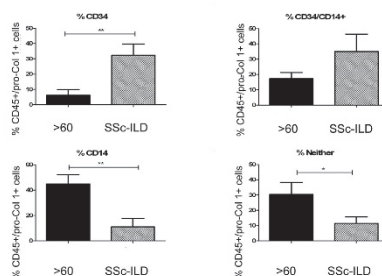 % CD34
**
% CD45+/pro-Col 1+ cells
50
40
30
20
10
0
>60 SSc-ILD
% CD34/CD14+
% CD45+/pro-Col 1+ cells
50
40
30
20
10
0
>60 SSc-ILD
% CD14
**
% CD45+/pro-Col 1+ cells
60
40
20
0
>60 SSc-ILD
% Neither
*
% CD45+/pro-Col 1+ cells
50
40
30
20
10
0
>60 SSc-ILD